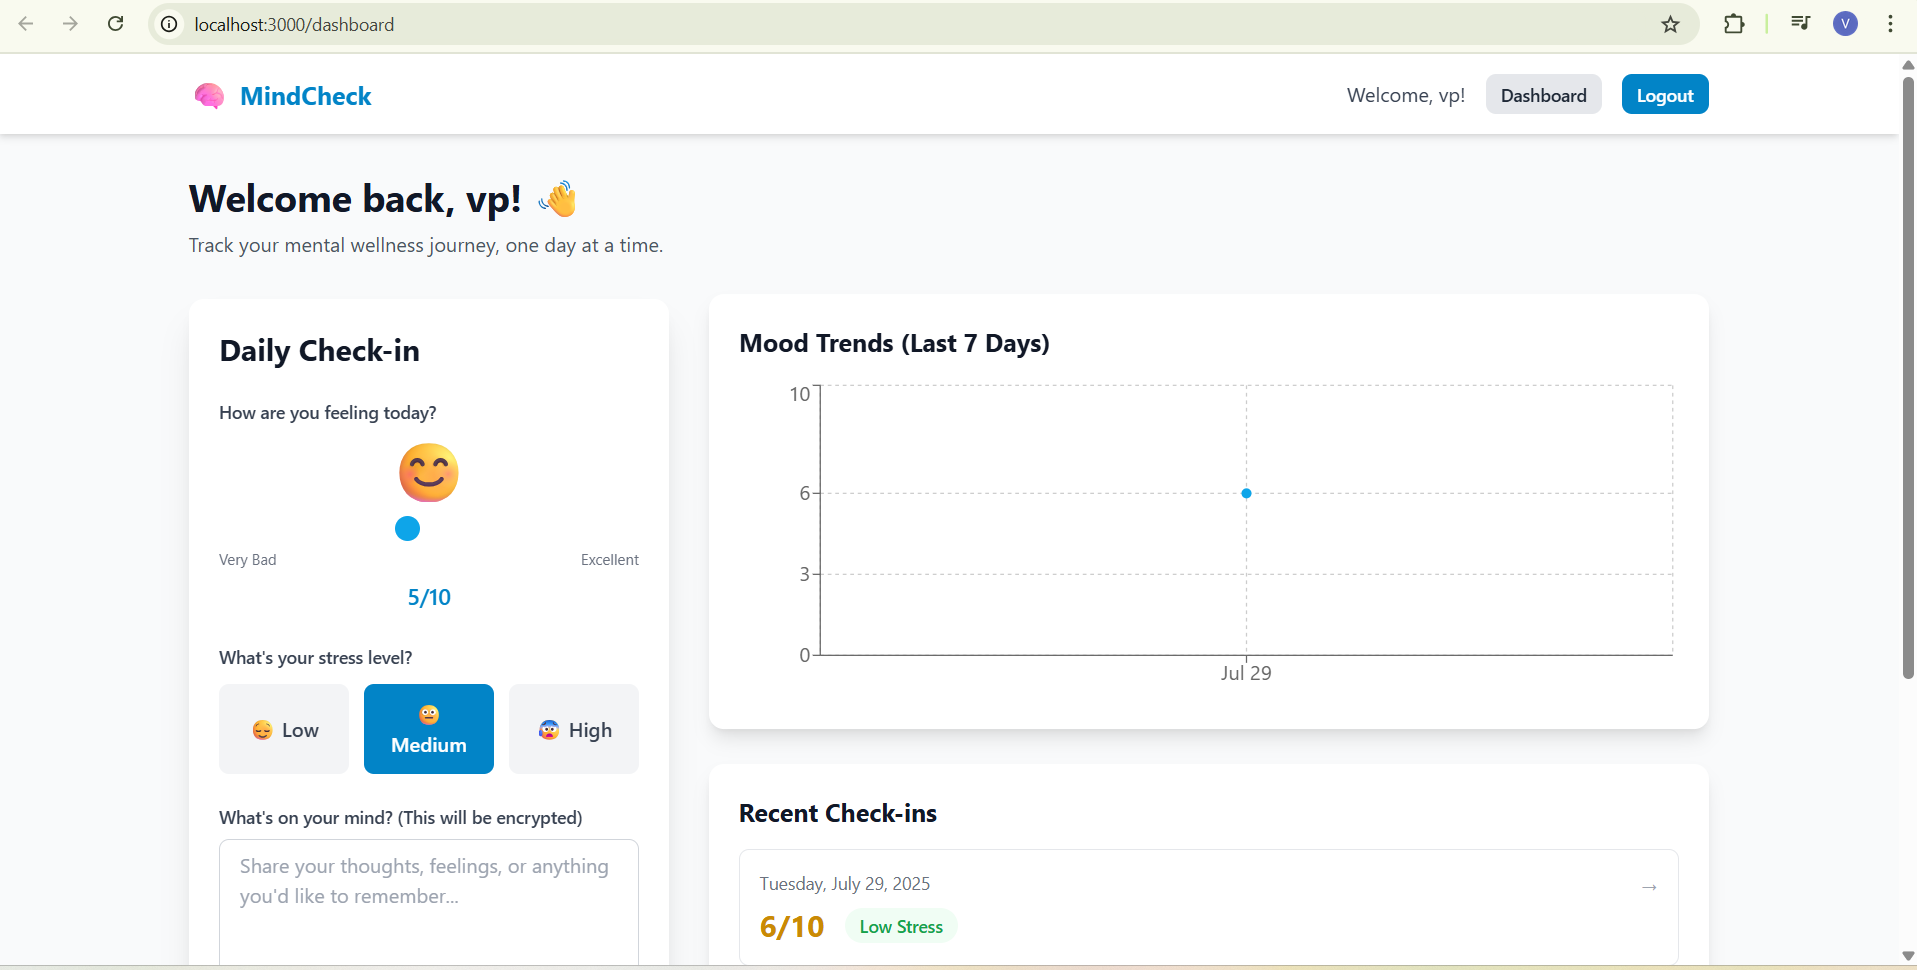 localhost:3000/dashboard
V
MindCheck
Welcome, vp!
Dashboard
Logout
Welcome back, vp! 👋
Track your mental wellness journey, one day at a time.
Daily Check-in
How are you feeling today?
Very Bad
Excellent
5/10
What's your stress level?
Low
Medium
High
What's on your mind? (This will be encrypted)
Share your thoughts, feelings, or anything
you'd like to remember...
Mood Trends (Last 7 Days)
10
6
3
0
Jul 29
Recent Check-ins
Tuesday, July 29, 2025
→
6/10
Low Stress